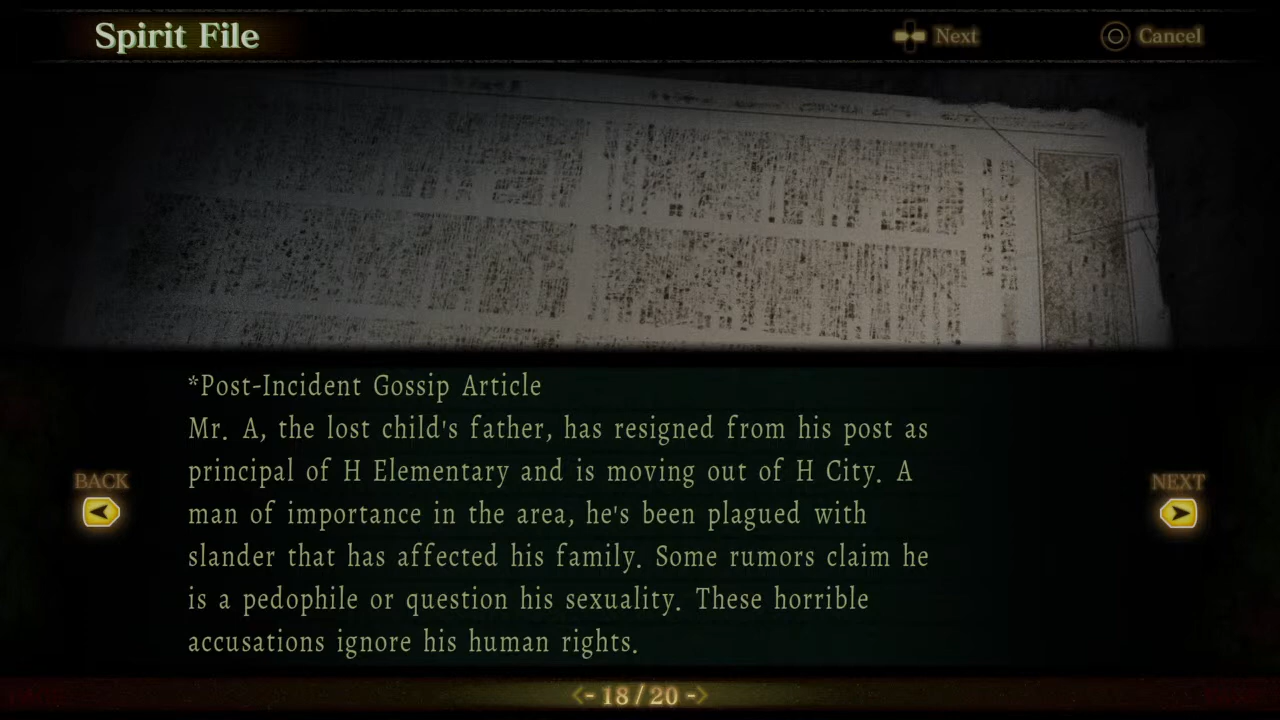 Spirit File
Next
Cancel
*Post-Incident Gossip Article
Mr. A, the lost child's father, has resigned from his post as
principal of H Elementary and is moving out of H City. A
man of importance in the area, he's been plagued with
slander that has affected his family. Some rumors claim he
is a pedophile or question his sexuality. These horrible
accusations ignore his human rights.
BACK
NEXT
<- 18/20 ->